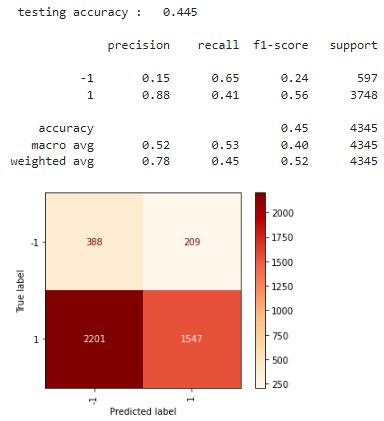 testing accuracy :   0.445
precision    recall  f1-score   support
-1       0.15      0.65      0.24       597
1       0.88      0.41      0.56      3748
accuracy                           0.45      4345
macro avg       0.52      0.53      0.40      4345
weighted avg       0.78      0.45      0.52      4345
2000
1750
1500
1250
1000
750
500
250
True label
-1
388
209
1
2201
1547
-1
1
Predicted label